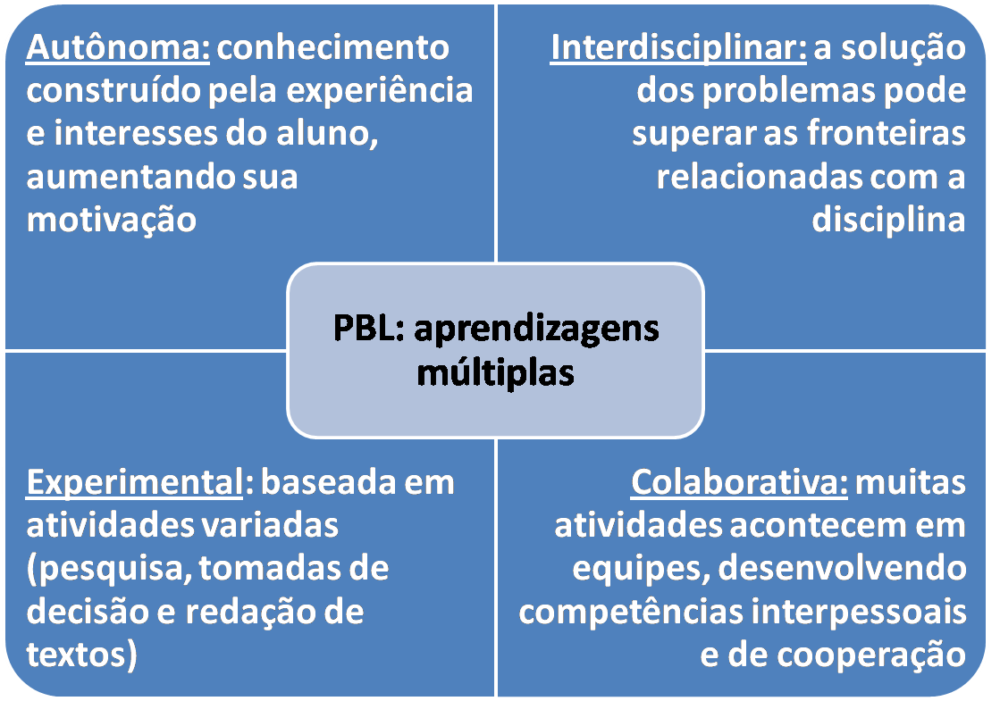 Autônoma: conhecimento
construído pela experiência
e interesses do aluno,
aumentando sua
motivação
Interdisciplinar: a solução
dos problemas pode
superar as fronteiras
relacionadas com a
disciplina
PBL: aprendizagens
múltiplas
Experimental: baseada em
atividades variadas
(pesquisa, tomadas de
decisão e redação de
textos)
Colaborativa: muitas
atividades acontecem em
equipes, desenvolvendo
competências interpessoais
e de cooperação